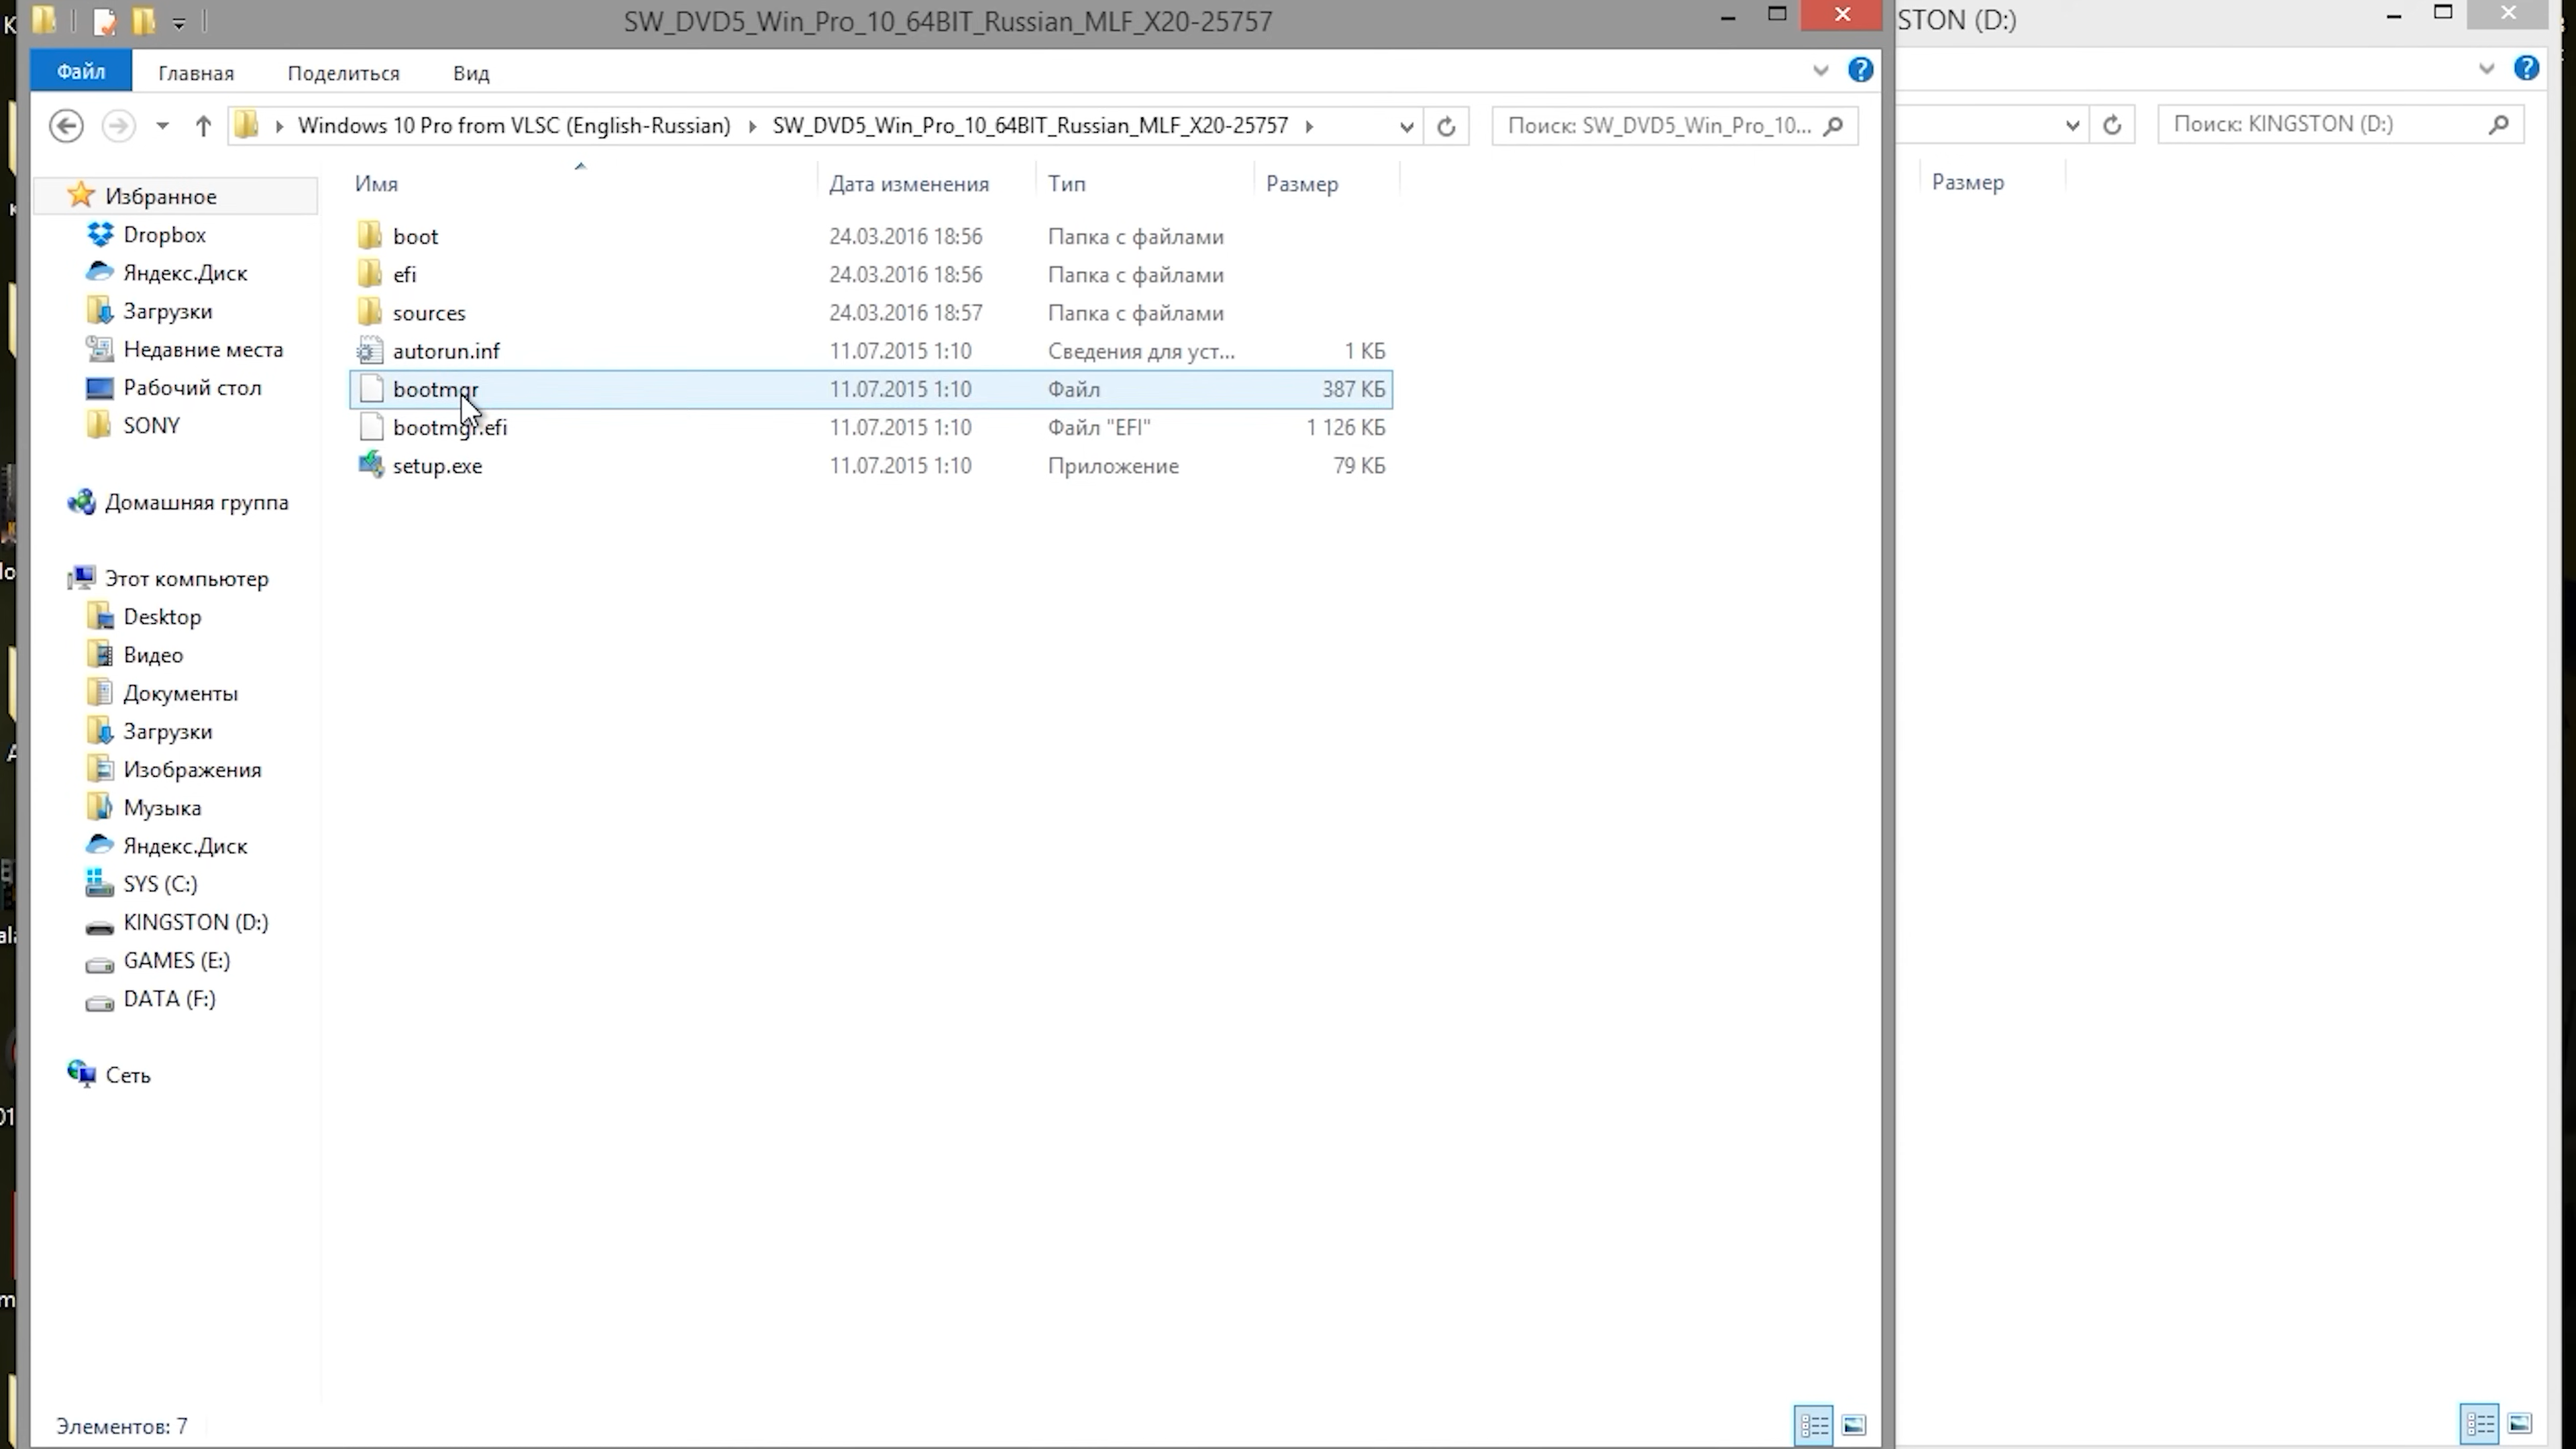 SW_DVD5_Win_Pro_10_64BIT_Russian_MLF_X20-25757
STON (D:)
Файл Главная Поделиться Вид
Windows 10 Pro from VLSC (English-Russian) SW_DVD5_Win_Pro_10_64BIT_Russian_MLF_X20-25757
Поиск: SW_DVD5_Win_Pro_10...
Поиск: KINGSTON (D:)
Имя Дата изменения Тип Размер
Размер
boot 24.03.2016 18:56 Папка с файлами
efi 24.03.2016 18:56 Папка с файлами
sources 24.03.2016 18:57 Папка с файлами
autorun.inf 11.07.2015 1:10 Сведения для уст... 1 КБ
bootmgr 11.07.2015 1:10 Файл 387 КБ
bootmgr.efi 11.07.2015 1:10 Файл "EFI" 1 126 КБ
setup.exe 11.07.2015 1:10 Приложение 79 КБ
Избранное
Dropbox
Яндекс.Диск
Загрузки
Недавние места
Рабочий стол
SONY
Домашняя группа
Этот компьютер
Desktop
Видео
Документы
Загрузки
Изображения
Музыка
Яндекс.Диск
SYS (C:)
KINGSTON (D:)
GAMES (E:)
DATA (F:)
Сеть
Элементов: 7